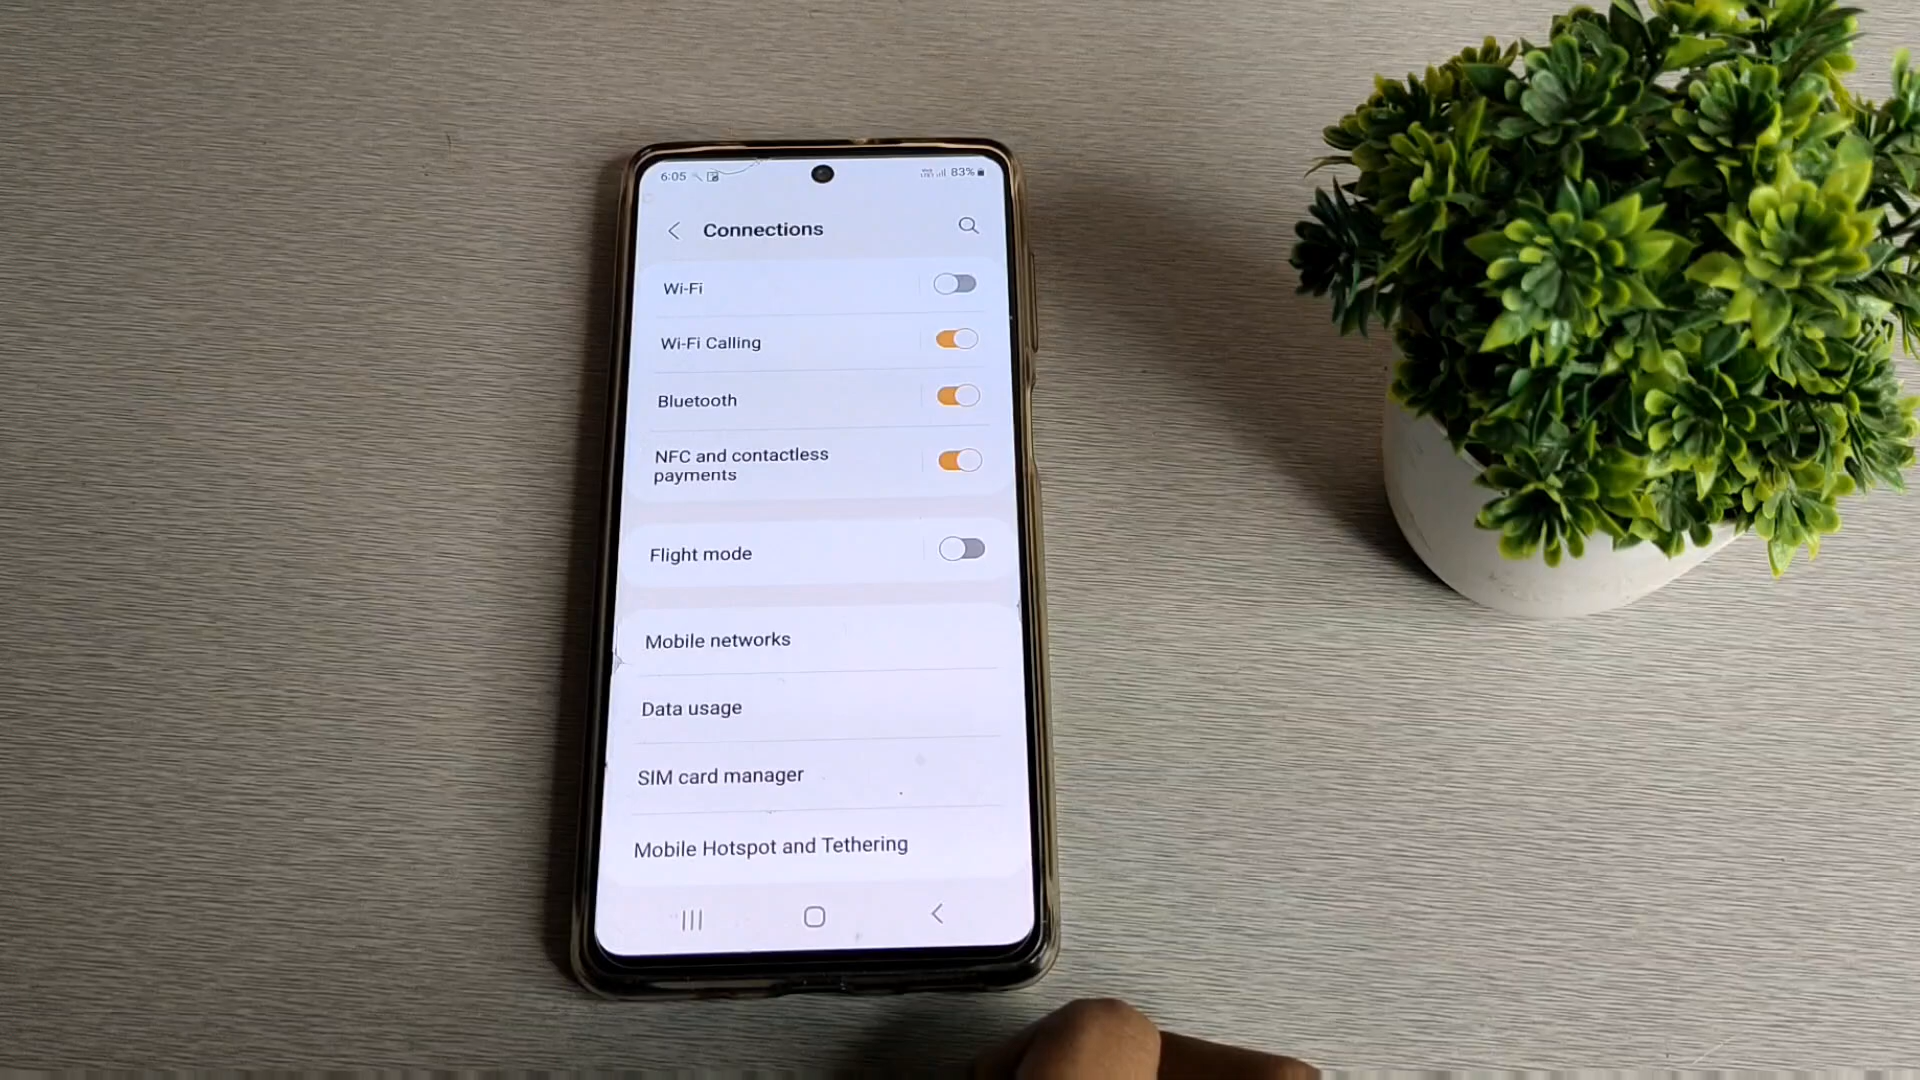 6:05 83%
Connections
Wi-Fi
Wi-Fi Calling
Bluetooth
NFC and contactless
payments
Flight mode
Mobile networks
Data usage
SIM card manager
Mobile Hotspot and Tethering